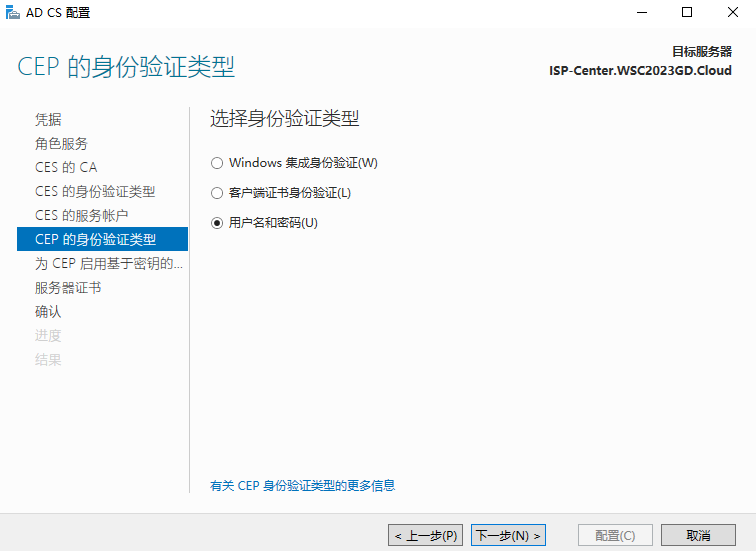 AD CS 配置
CEP 的身份验证类型
目标服务器
ISP-Center.WSC2023GD.Cloud
凭据
角色服务
CES 的 CA
CES 的身份验证类型
CES 的服务帐户
CEP 的身份验证类型
为 CEP 启用基于密钥的...
服务器证书
确认
进度
结果
选择身份验证类型
Windows 集成身份验证(W)
客户端证书身份验证(L)
用户名和密码(U)
有关 CEP 身份验证类型的更多信息
< 上一步(P)
下一步(N) >
配置(C)
取消